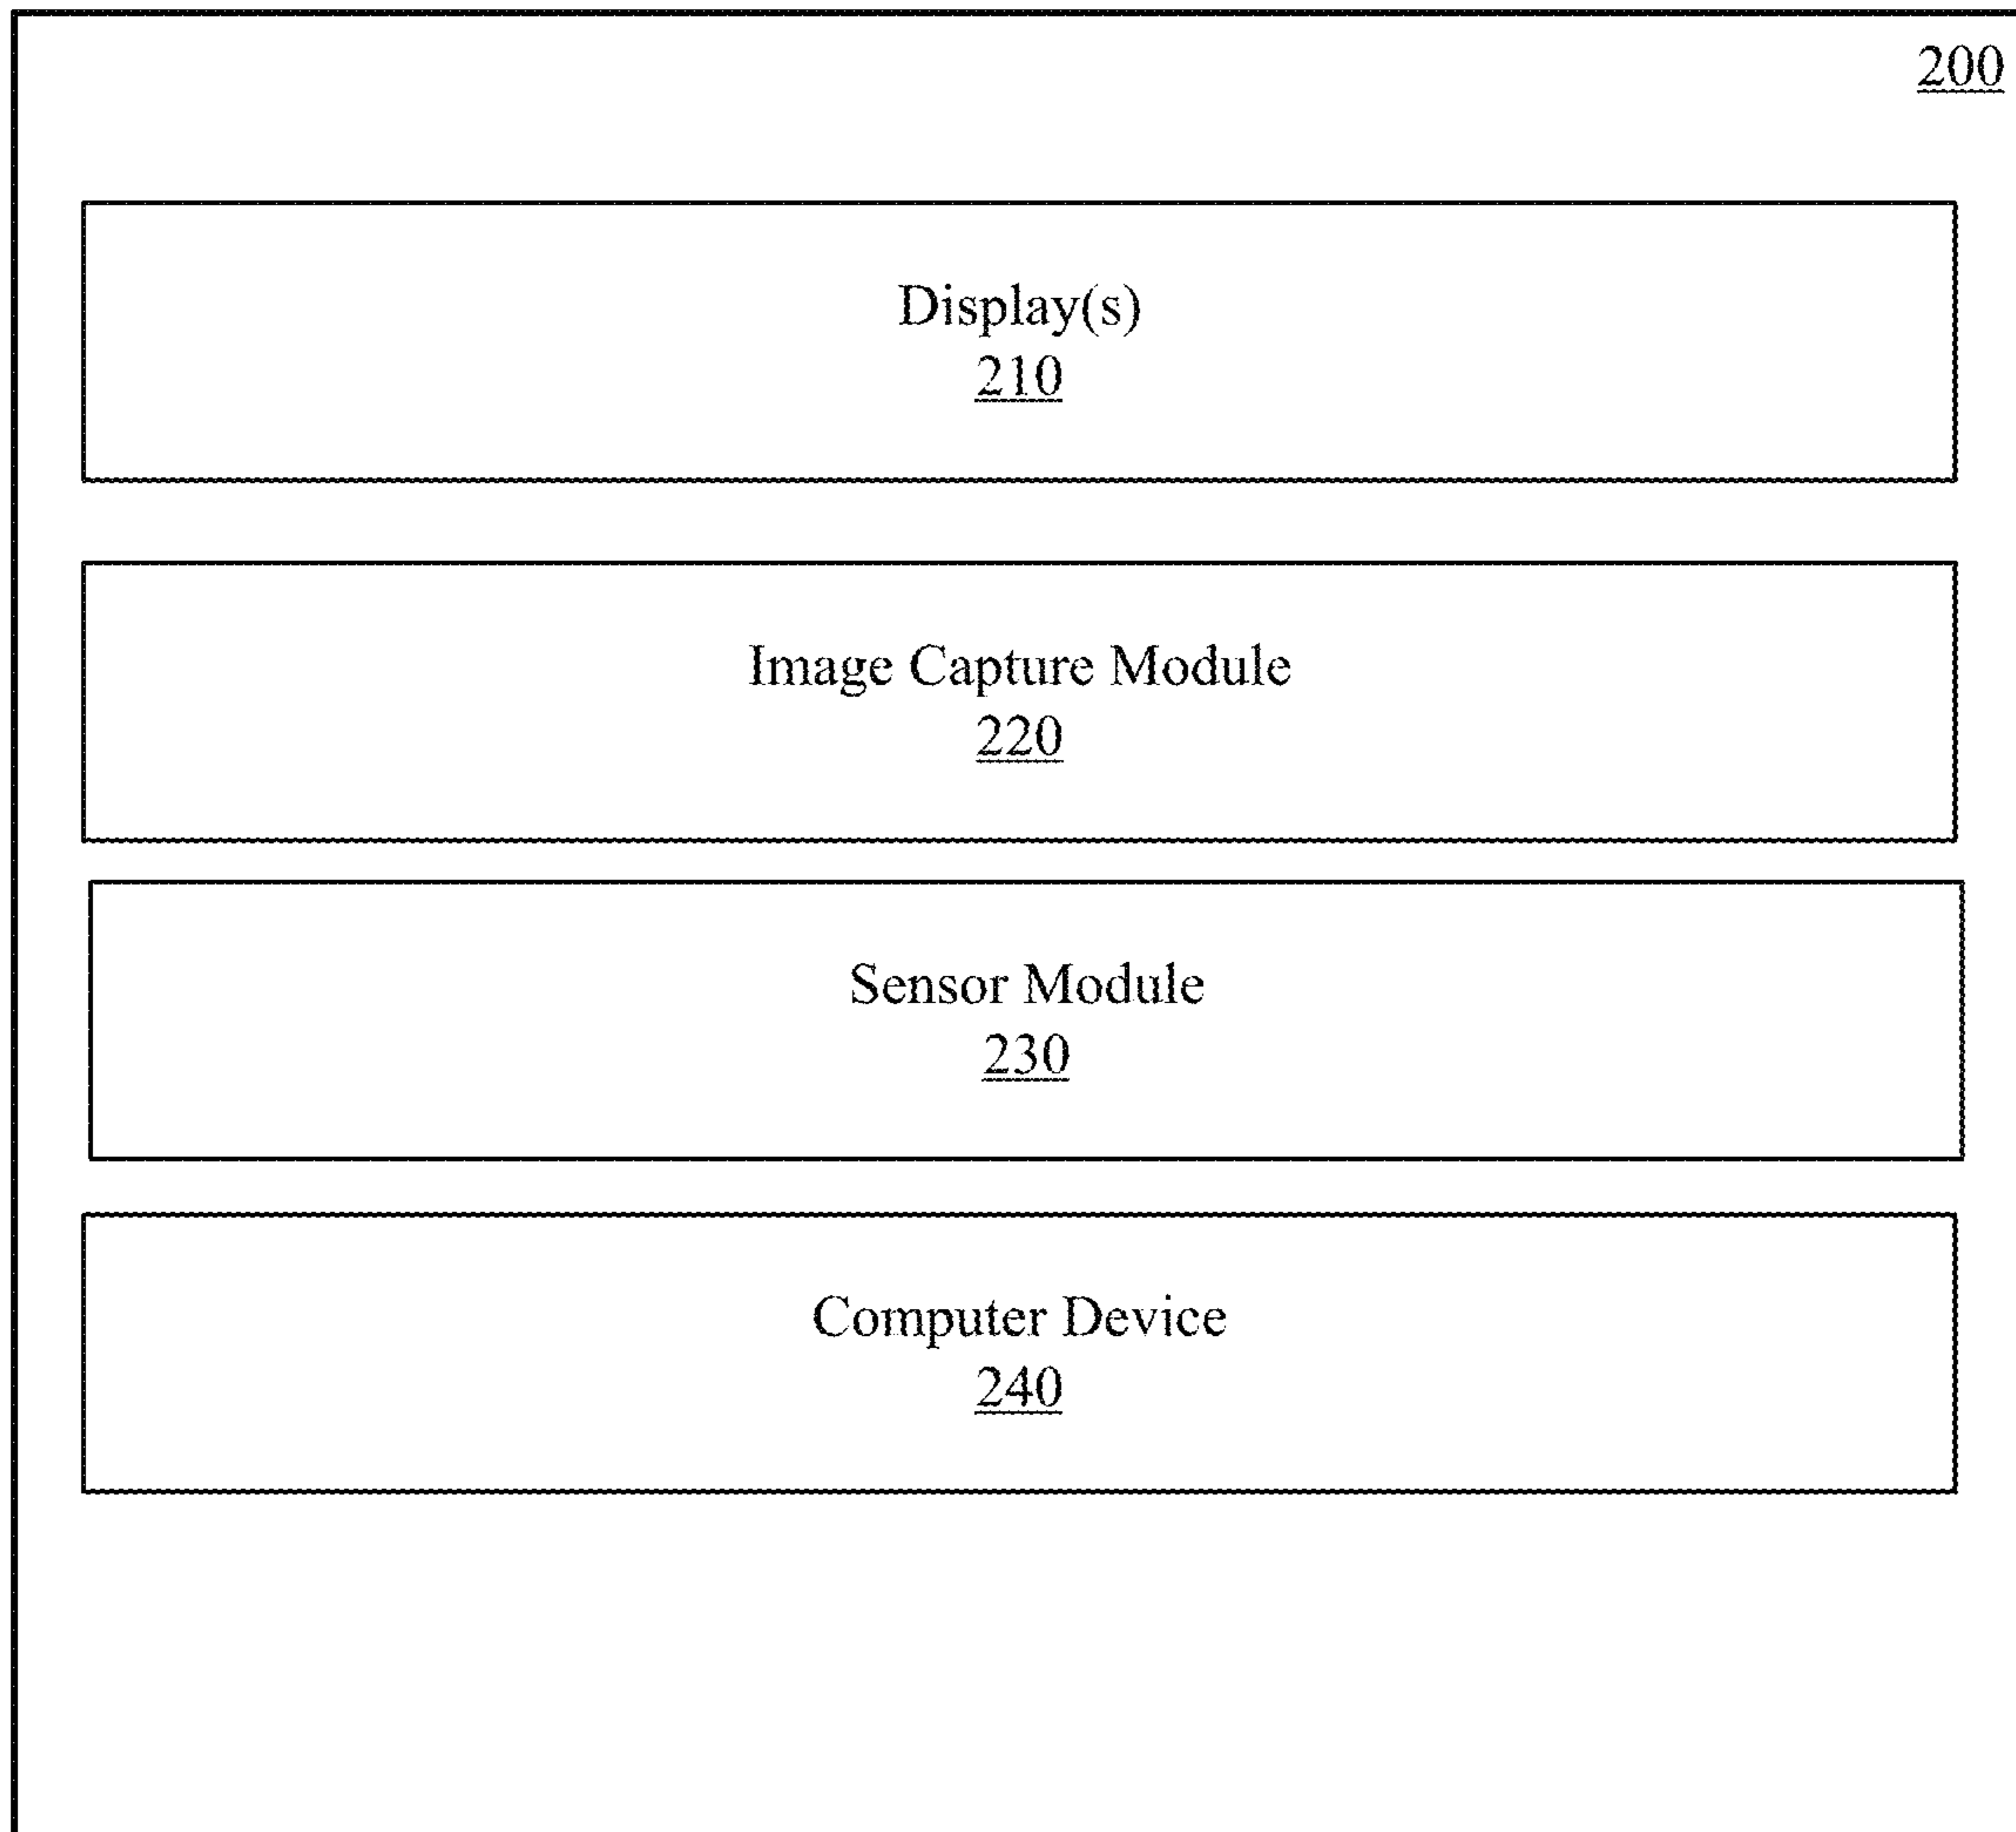 200
Display(s)
210
Image Capture Module
220
Sensor Module
230
Computer Device
240